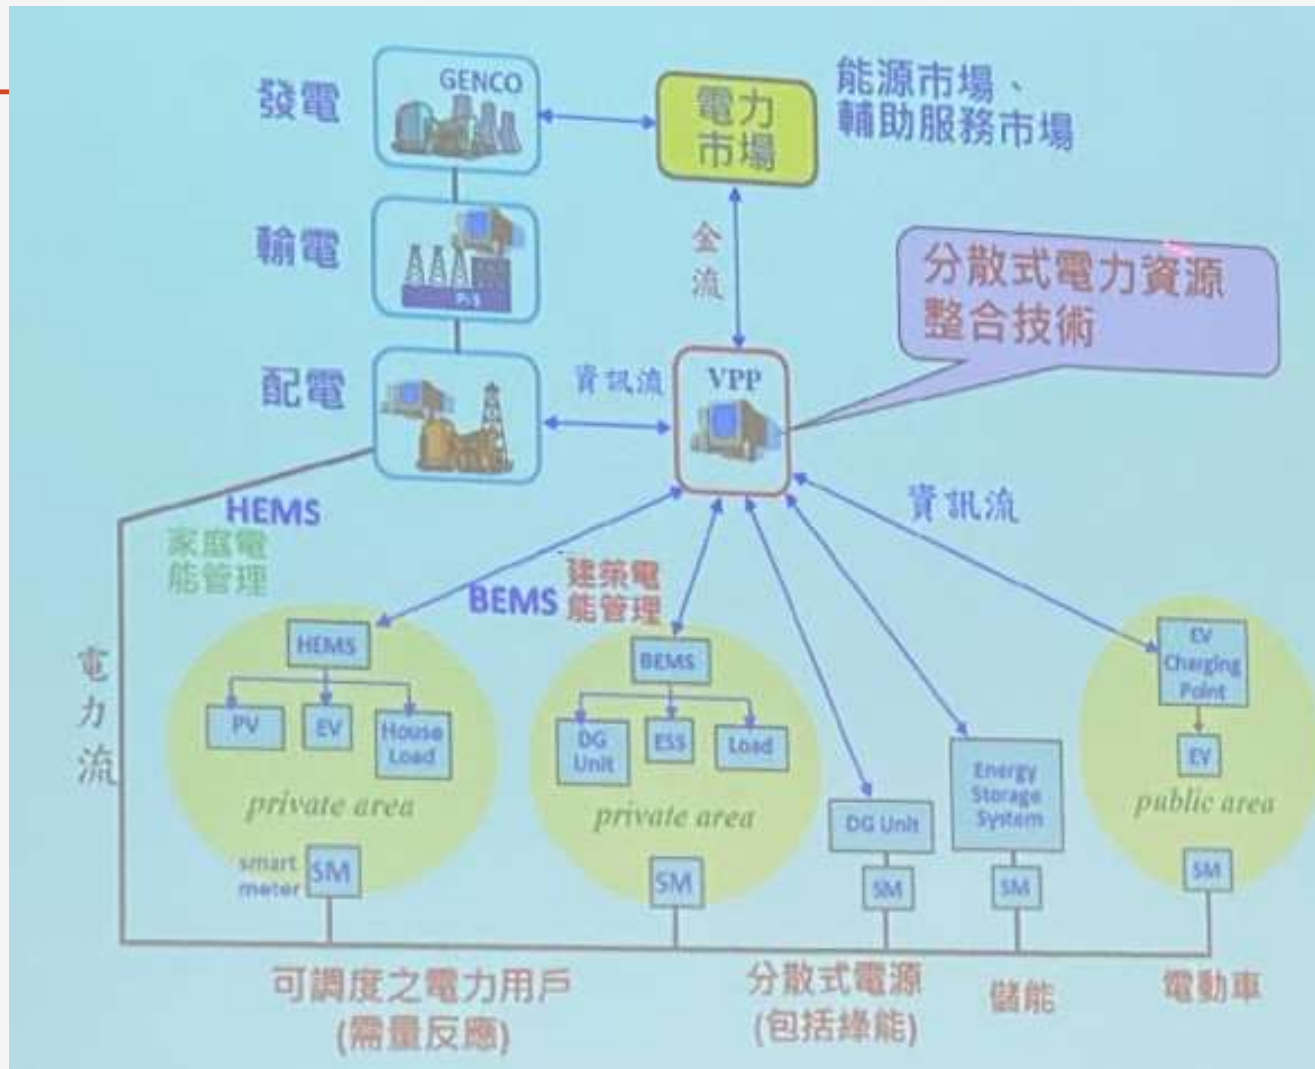 發電
GENCO
電力
市場
能源市場、
輔助服務市場
輸電
金
流
分散式電力資源
整合技術
配電
資訊流
VPP
HEMS
家庭電
能管理
BEMS
建築電
能管理
資訊流
電
力
流
HEMS
PV
EV
House
Load
private area
smart
meter
SM
BEMS
DG
Unit
ESS
Load
private area
SM
DG Unit
SM
Energy
Storage
System
SM
EV
Charging
Point
EV
public area
SM
可調度之電力用戶
(需量反應)
分散式電源
(包括綠能)
儲能
電動車